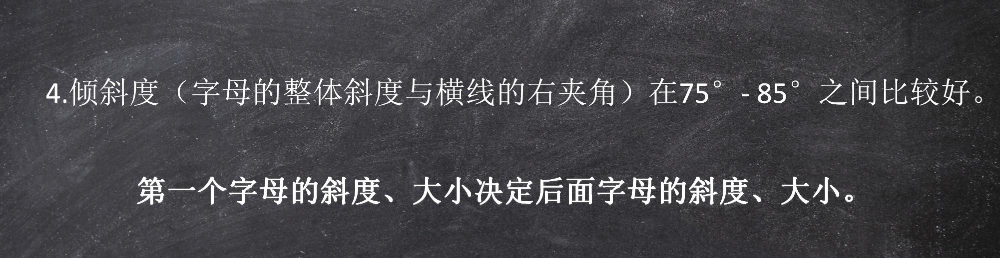 4.倾斜度（字母的整体斜度与横线的右夹角）在75°-85°之间比较好。
第一个字母的斜度、大小决定后面字母的斜度、大小。